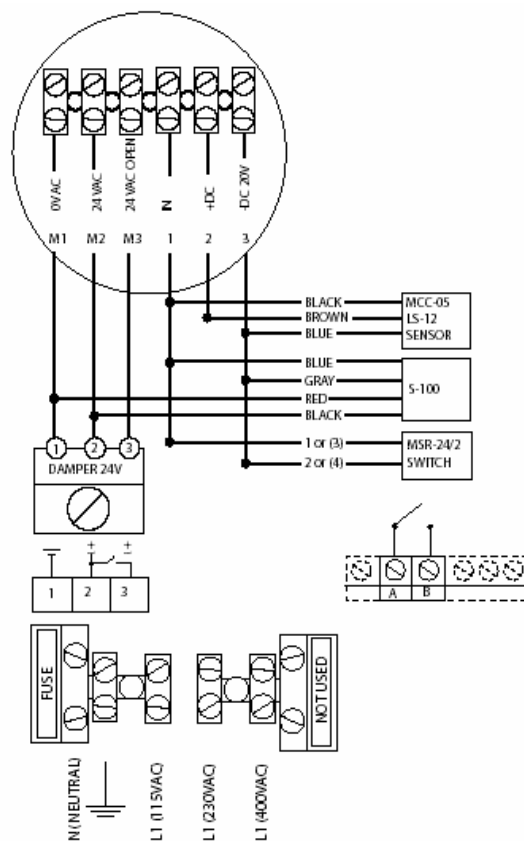 0V AC
24 VAC
24 VAC OPEN
N
+DC
-DC 20V
M1
M2
M3
1
2
3
BLACK
MCC-05
BROWN
LS-12
BLUE
SENSOR
BLUE
GRAY
S-100
RED
BLACK
1 or (3)
MSR-24/2
2 or (4)
SWITCH
1
2
3
DAMPER 24V
1
2
3
A
B
FUSE
NOT USED
N (NEUTRAL)
L1 (115VAC)
L1 (230VAC)
L1 (400VAC)